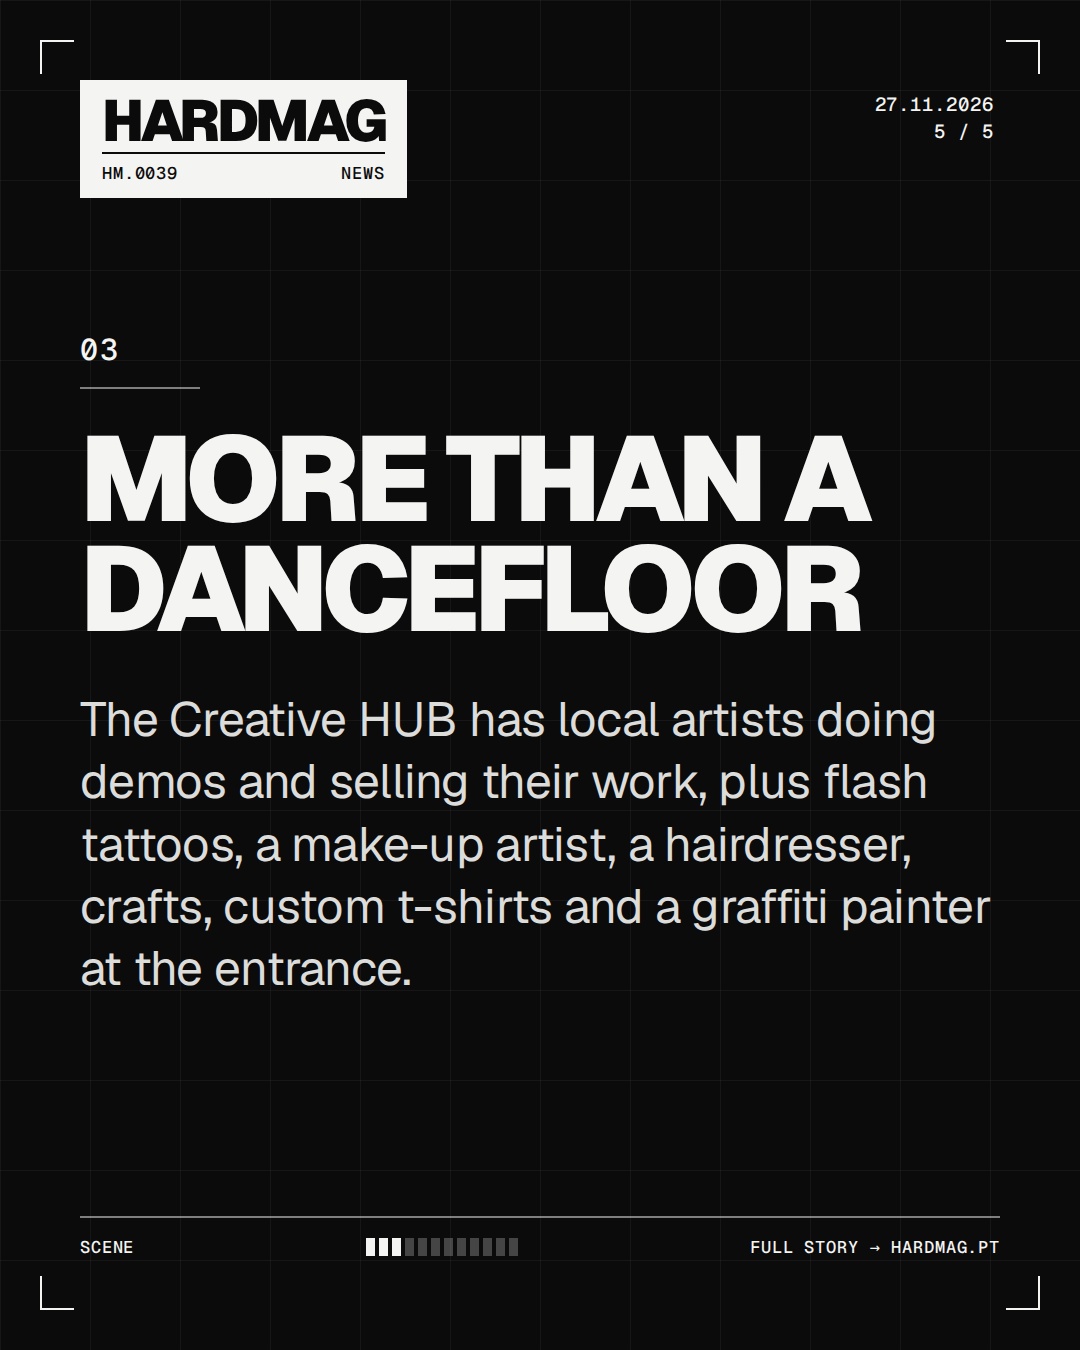 HARDMAG
HM.0039 NEWS
27.11.2026
5 / 5
03
MORE THAN A
DANCEFLOOR
The Creative HUB has local artists doing
demos and selling their work, plus flash
tattoos, a make-up artist, a hairdresser,
crafts, custom t-shirts and a graffiti painter
at the entrance.
SCENE
FULL STORY → HARDMAG.PT